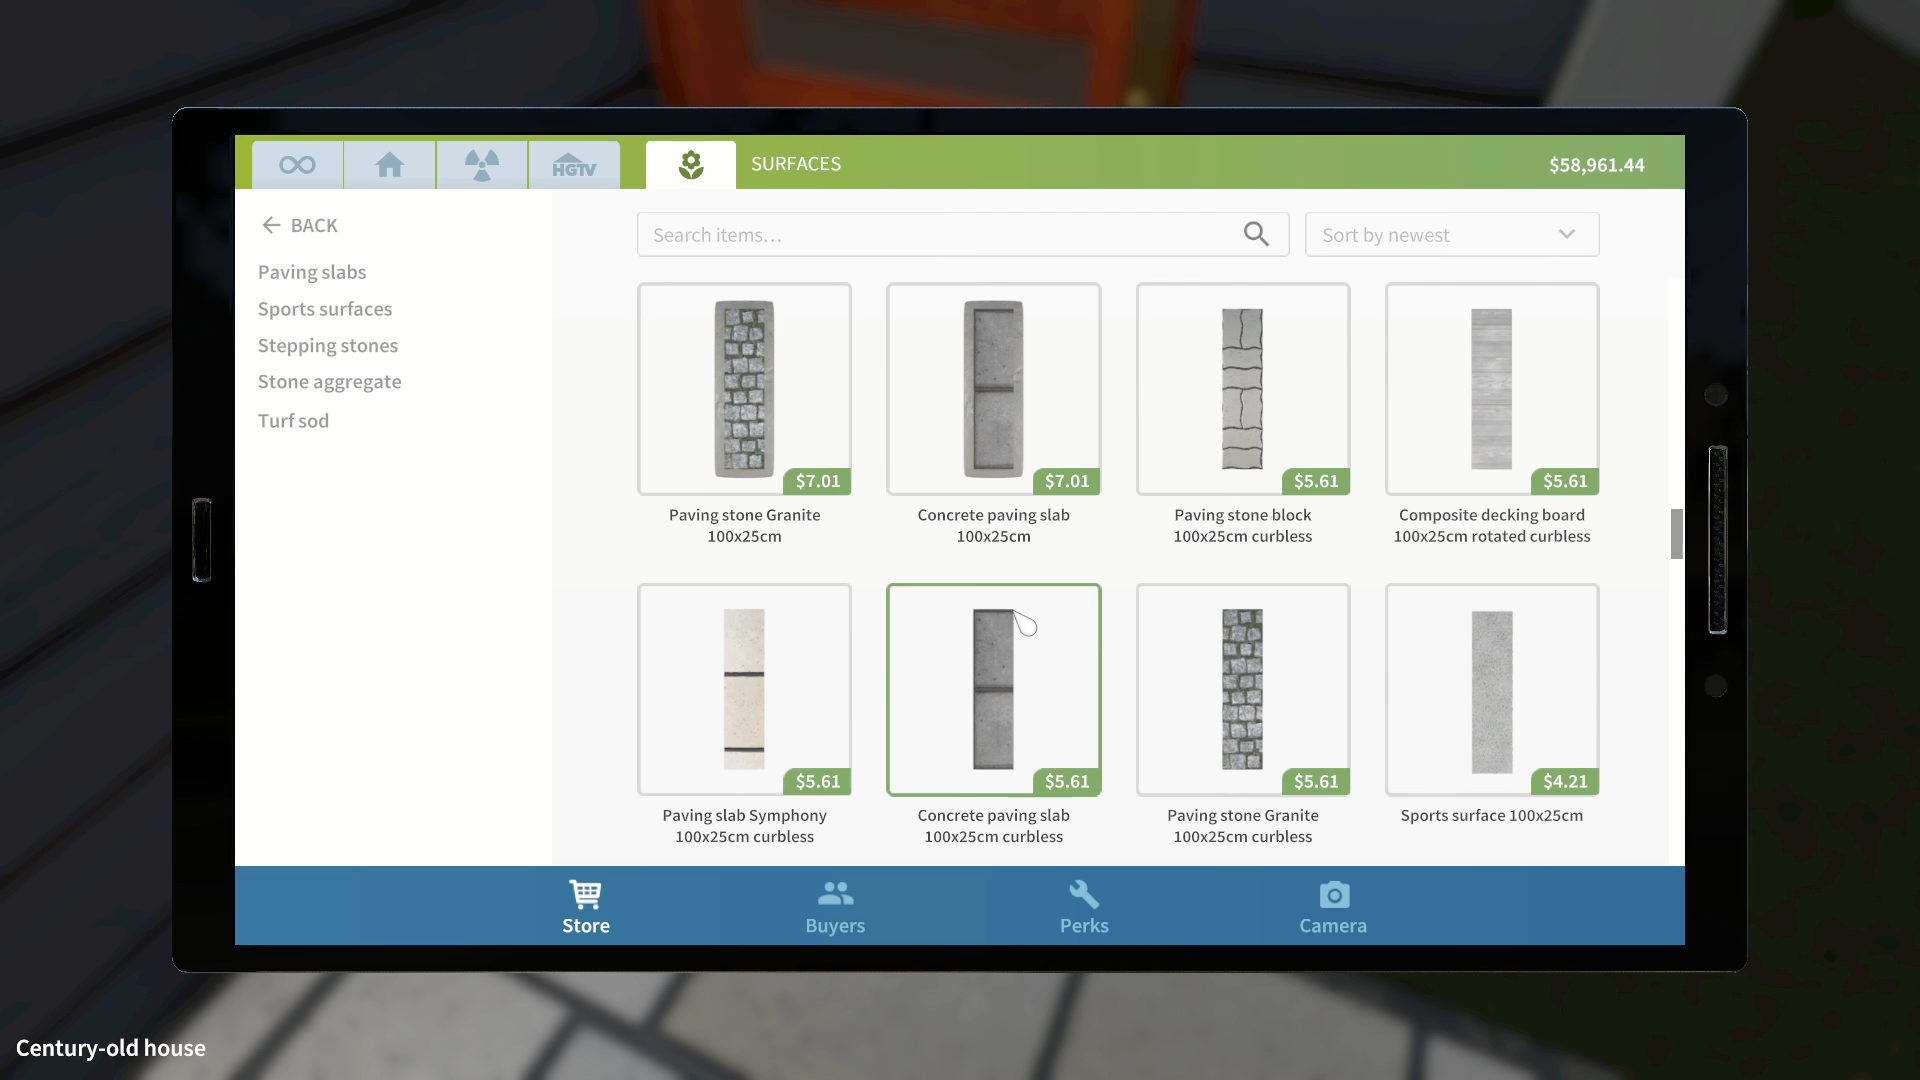 HGTV
SURFACES
$58,961.44
BACK
Paving slabs
Sports surfaces
Stepping stones
Stone aggregate
Turf sod
Search items...
Sort by newest
$7.01
$7.01
$5.61
$5.61
Paving stone Granite
100x25cm
Concrete paving slab
100x25cm
Paving stone block
100x25cm curbless
Composite decking board
100x25cm rotated curbless
$5.61
$5.61
$5.61
$4.21
Paving slab Symphony
100x25cm curbless
Concrete paving slab
100x25cm curbless
Paving stone Granite
100x25cm curbless
Sports surface 100x25cm
Store
Buyers
Perks
Camera
Century-old house